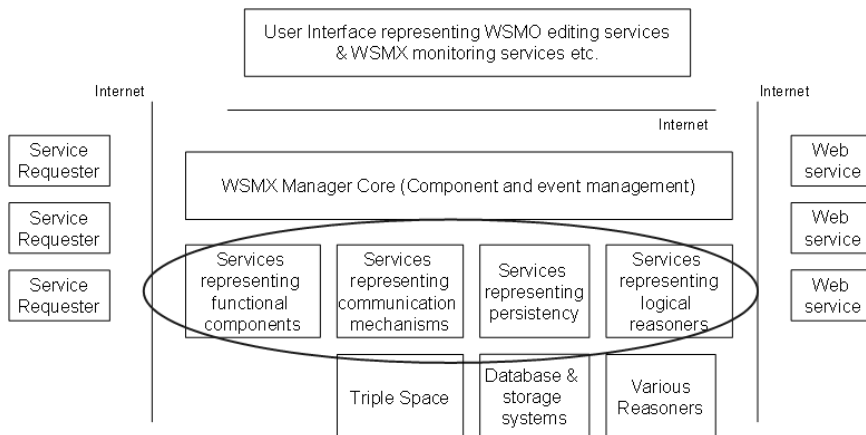 User Interface representing WSMO editing services
& WSMX monitoring services etc.
Internet
Internet
Internet
Service
Requester
Service
Requester
Service
Requester
WSMX Manager Core (Component and event management)
Services
representing
functional
components
Services
representing
communication
mechanisms
Services
representing
persistency
Services
representing
logical
reasoners
Triple Space
Database &
storage
systems
Various
Reasoners
Web
service
Web
service
Web
service